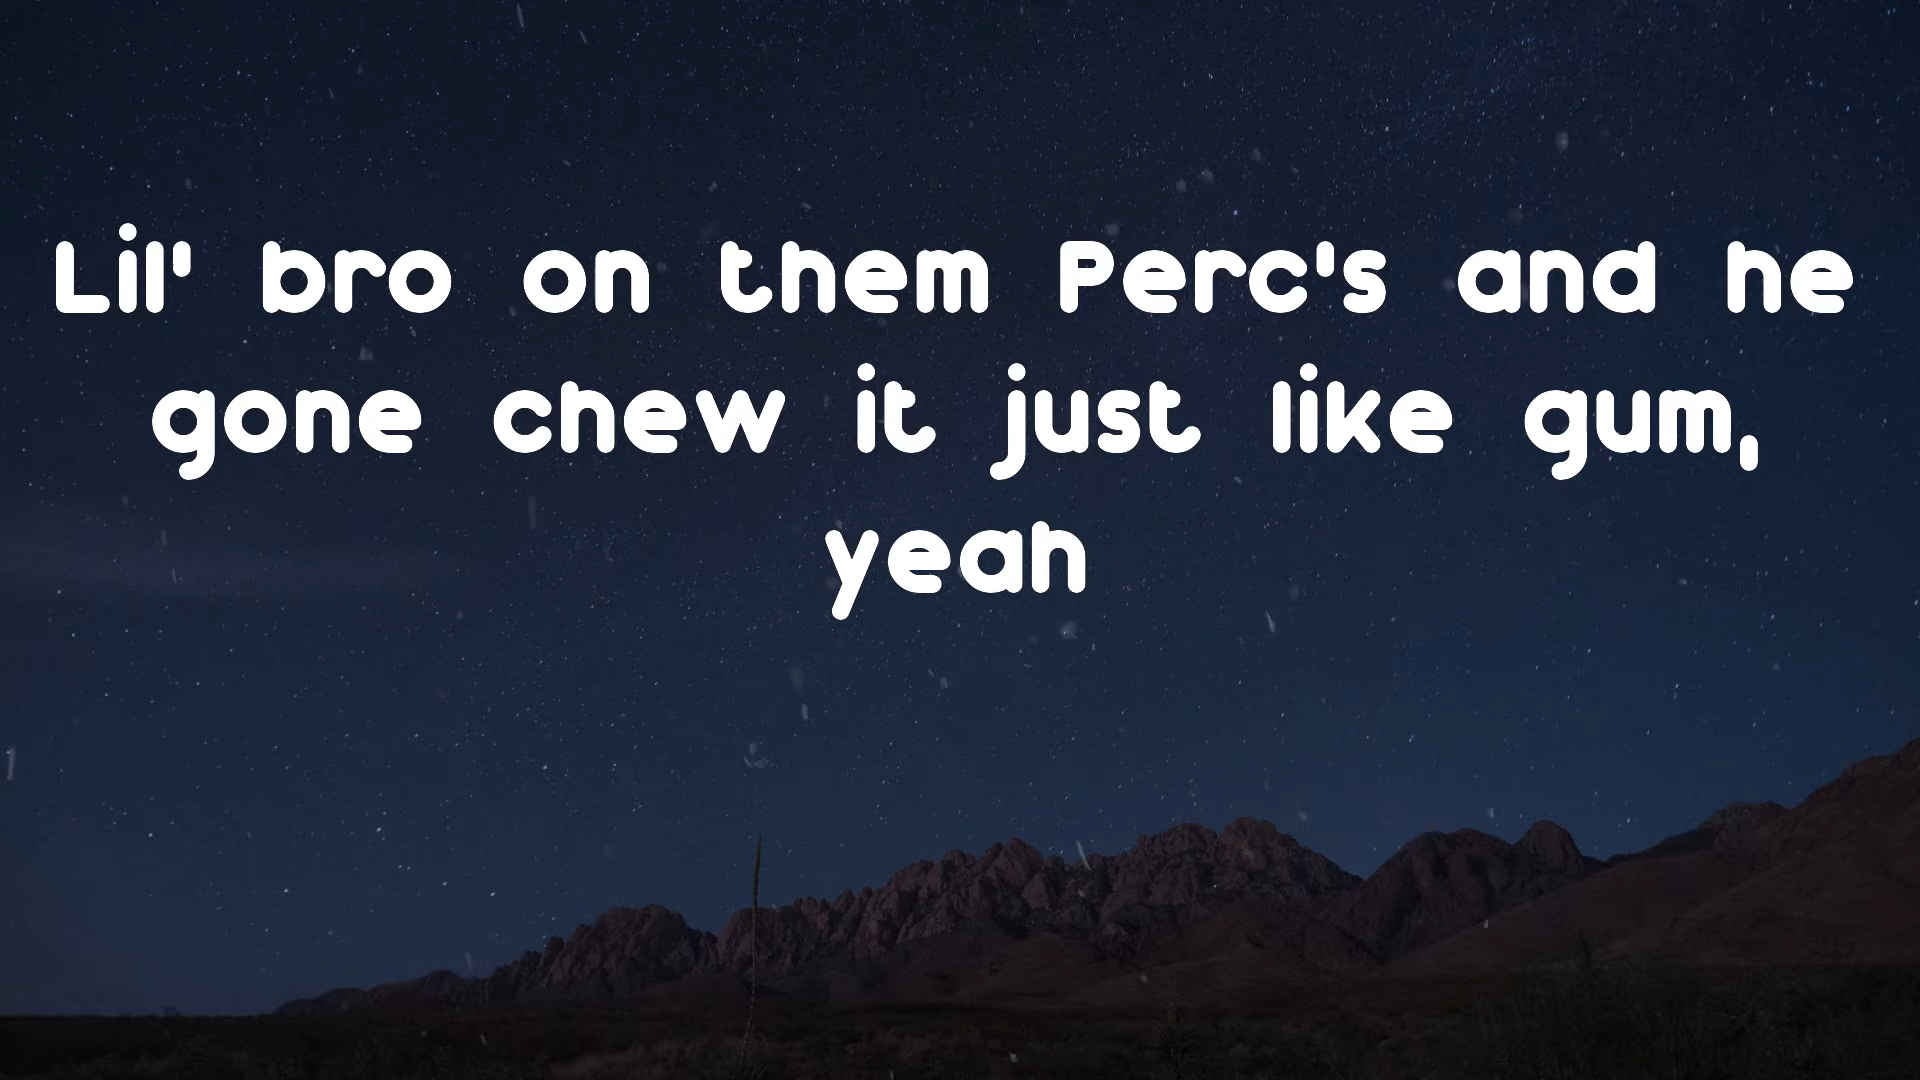 Lil' bro on them Perc's and he
gone chew it just like gum,
yeah